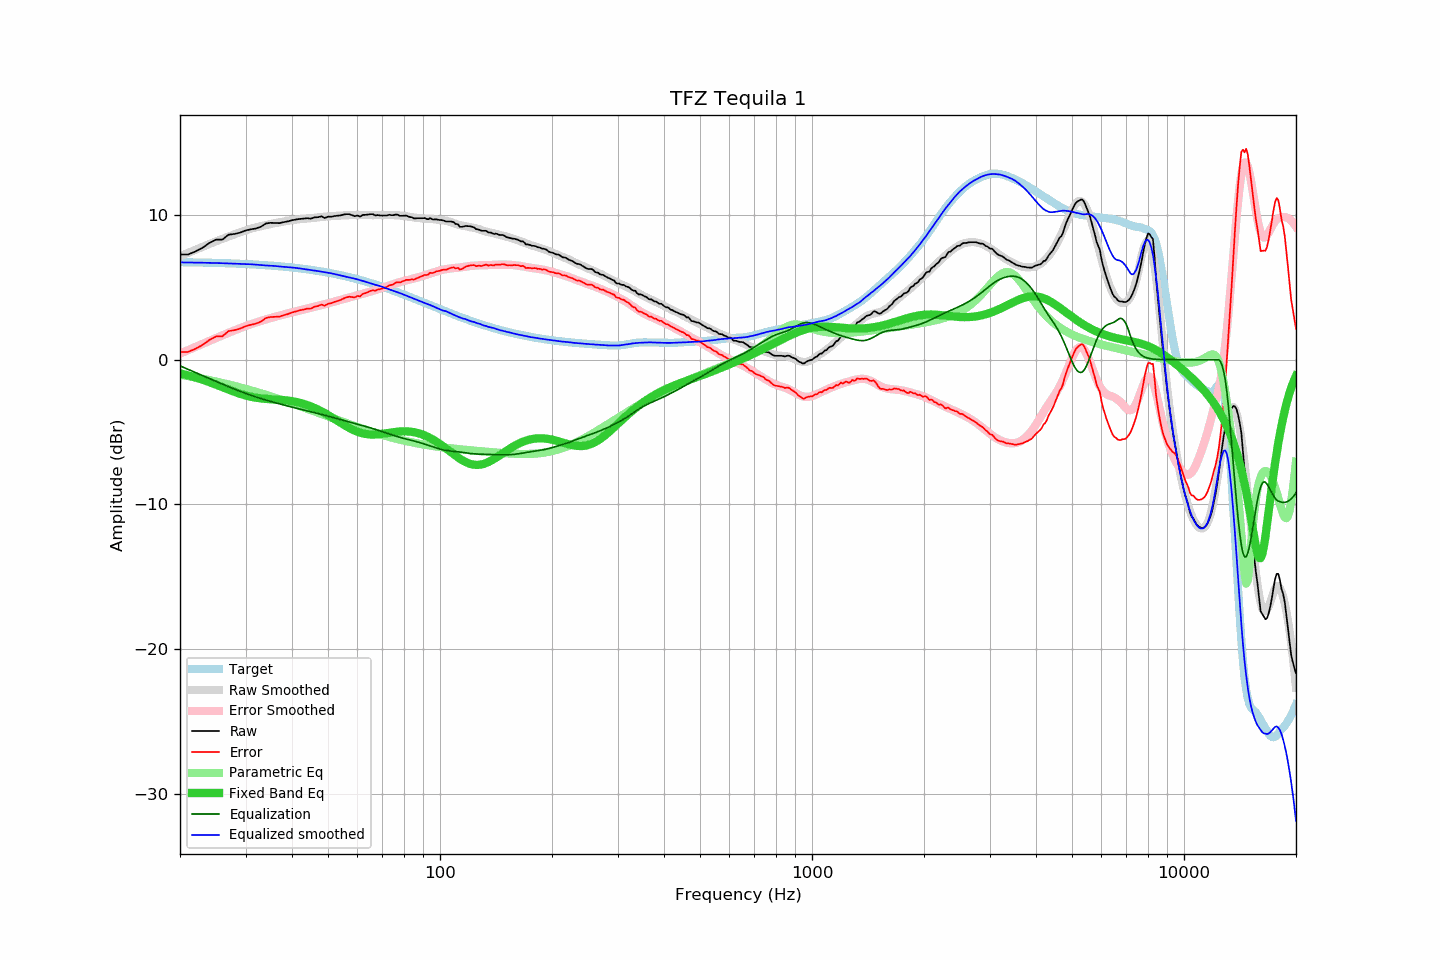 TFZ Tequila 1
Amplitude (dBr)
10
0
−10
−20
−30
Target
Raw Smoothed
Error Smoothed
Raw
Error
Parametric Eq
Fixed Band Eq
Equalization
Equalized smoothed
100
1000
10000
Frequency (Hz)